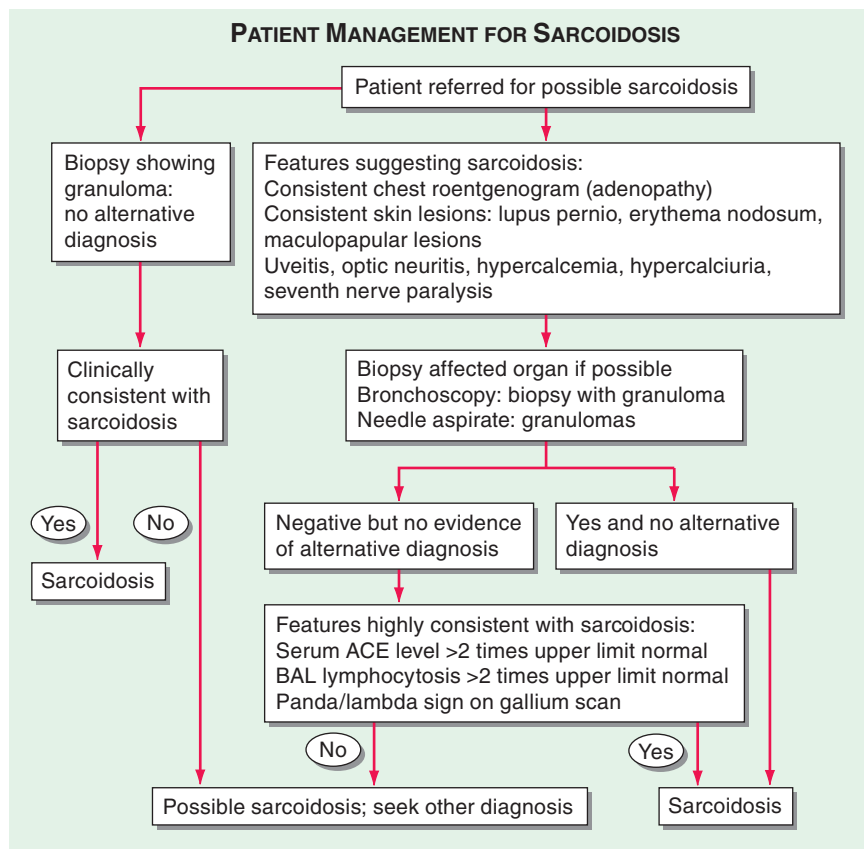 PATIENT MANAGEMENT FOR SARCOIDOSIS
Patient referred for possible sarcoidosis
Biopsy showing
granuloma:
no alternative
diagnosis
Features suggesting sarcoidosis:
Consistent chest roentgenogram (adenopathy)
Consistent skin lesions: lupus pernio, erythema nodosum,
maculopapular lesions
Uveitis, optic neuritis, hypercalcemia, hypercalciuria,
seventh nerve paralysis
Clinically
consistent with
sarcoidosis
Biopsy affected organ if possible
Bronchoscopy: biopsy with granuloma
Needle aspirate: granulomas
Yes
No
Negative but no evidence
of alternative diagnosis
Yes and no alternative
diagnosis
Sarcoidosis
Features highly consistent with sarcoidosis:
Serum ACE level >2 times upper limit normal
BAL lymphocytosis >2 times upper limit normal
Panda/lambda sign on gallium scan
No
Yes
Possible sarcoidosis; seek other diagnosis
Sarcoidosis